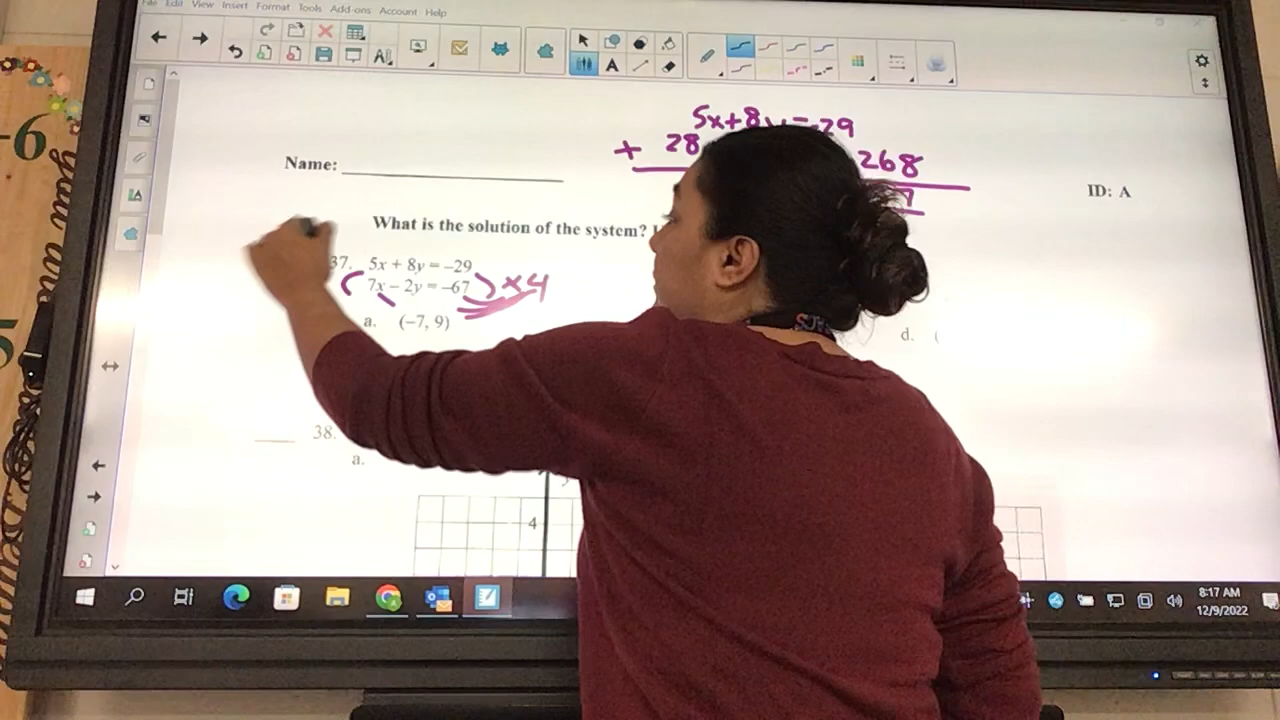 File Edit View Insert Format Tools Add-ons Account Help
5x+8y=-29
+ 28
268
-6
Name:
ID: A
What is the solution of the system?
37. 5x + 8y = –29
7x – 2y = –67 ×4
a. (–7, 9)
d. (
38.
a.
4
8:17 AM
12/9/2022